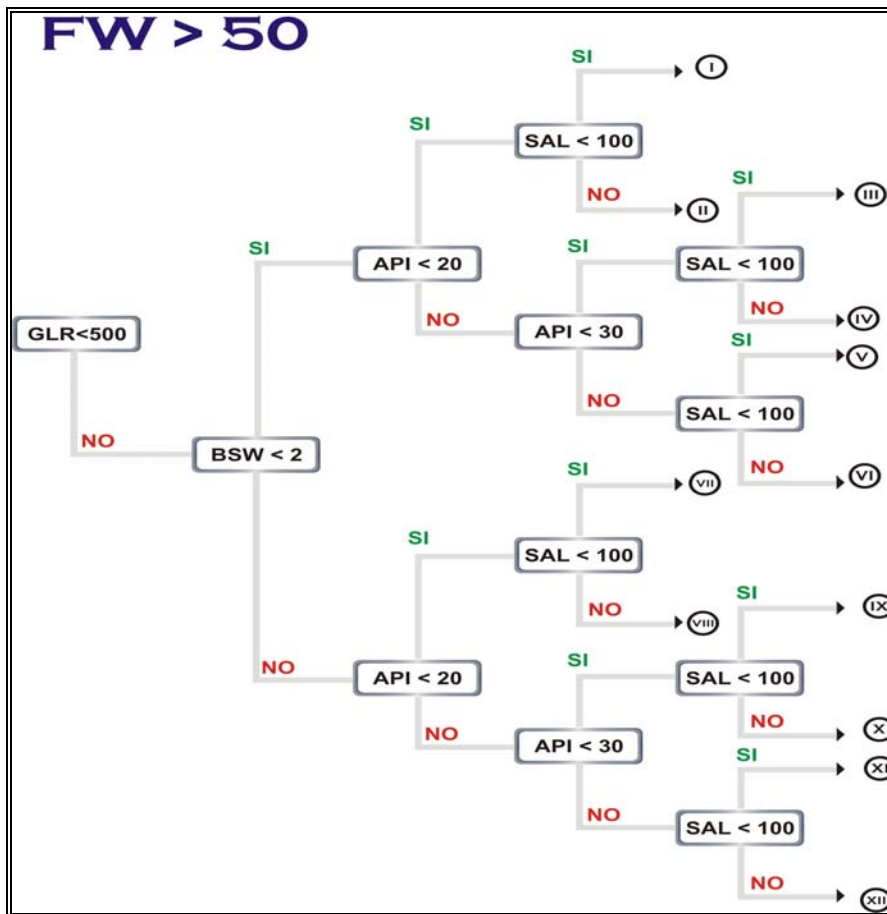 FW > 50
SI
I
SI
SAL < 100
NO
SI
II
III
SI
API < 20
SI
SAL < 100
NO
NO
IV
GLR<500
API < 30
SI
V
NO
SAL < 100
NO
BSW < 2
NO
VI
SI
VII
SI
SAL < 100
NO
SI
IX
VIII
NO
API < 20
SI
SAL < 100
NO
NO
X
API < 30
SI
XI
NO
SAL < 100
NO
XII